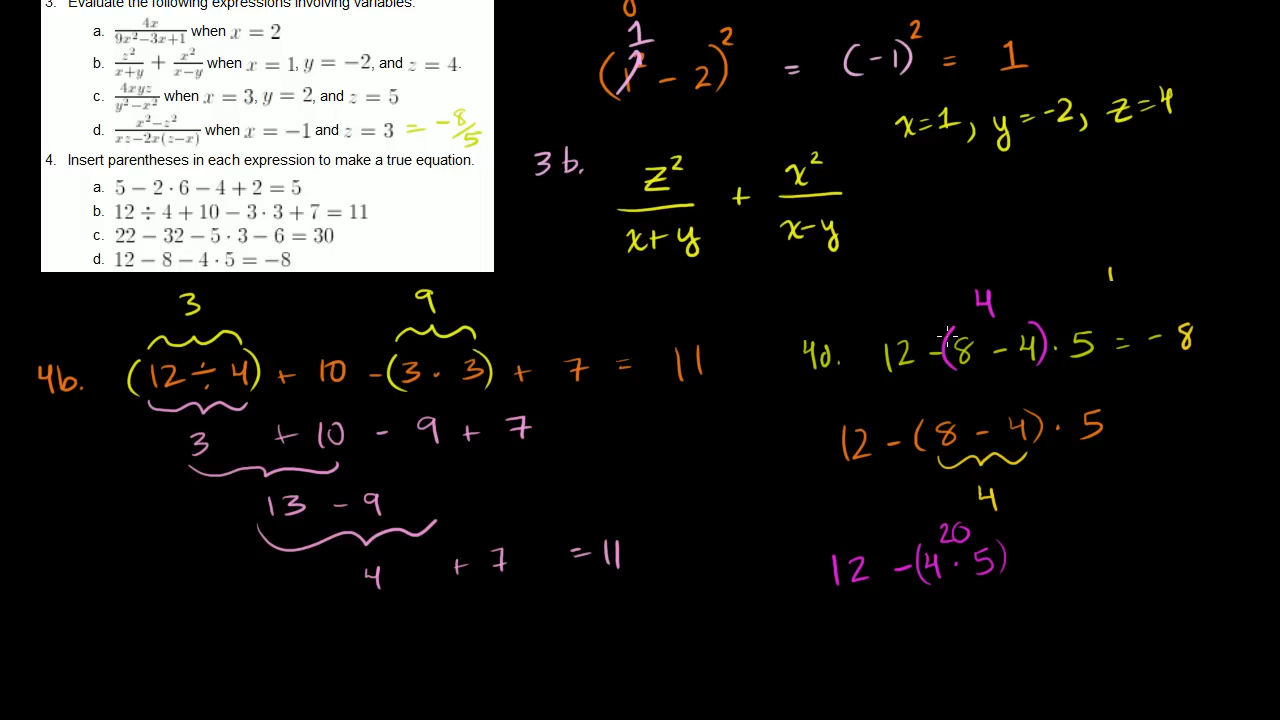 3. Evaluate the following expressions involving variables.
a. 4x/(9x²−3x+1) when x = 2
b. z²/(x+y) + x²/(x−y) when x = 1, y = −2, and z = 4.
c. 4xyz/(y²−x²) when x = 3, y = 2, and z = 5
d. (x²−z²)/(xz−2x(z−x)) when x = −1 and z = 3 = -8/5
4. Insert parentheses in each expression to make a true equation.
a. 5 − 2 · 6 − 4 + 2 = 5
b. 12 ÷ 4 + 10 − 3 · 3 + 7 = 11
c. 22 − 32 − 5 · 3 − 6 = 30
d. 12 − 8 − 4 · 5 = −8
0
1
(1² - 2)² = (-1)² = 1
x=1, y=-2, z=4
3b. z²/(x+y) + x²/(x-y)
3 9
4b. (12 ÷ 4) + 10 - (3 · 3) + 7 = 11
3 + 10 - 9 + 7
13 - 9
4 + 7 = 11
4
4d. 12 - (8 - 4) · 5 = - 8
12 - (8 - 4) · 5
4
20
12 - (4 · 5)